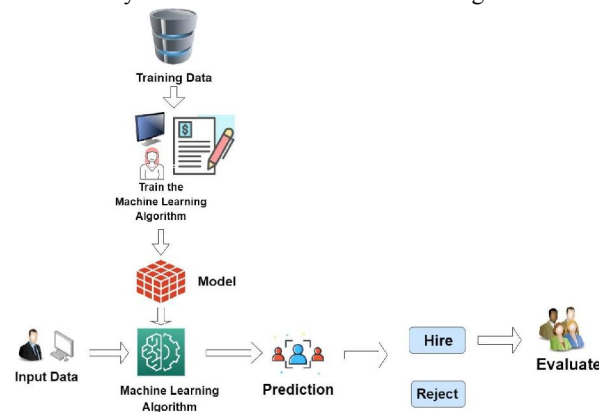 Training Data
$
Train the
Machine Learning
Algorithm
Model
Input Data
Machine Learning
Algorithm
Prediction
Hire
Reject
Evaluate